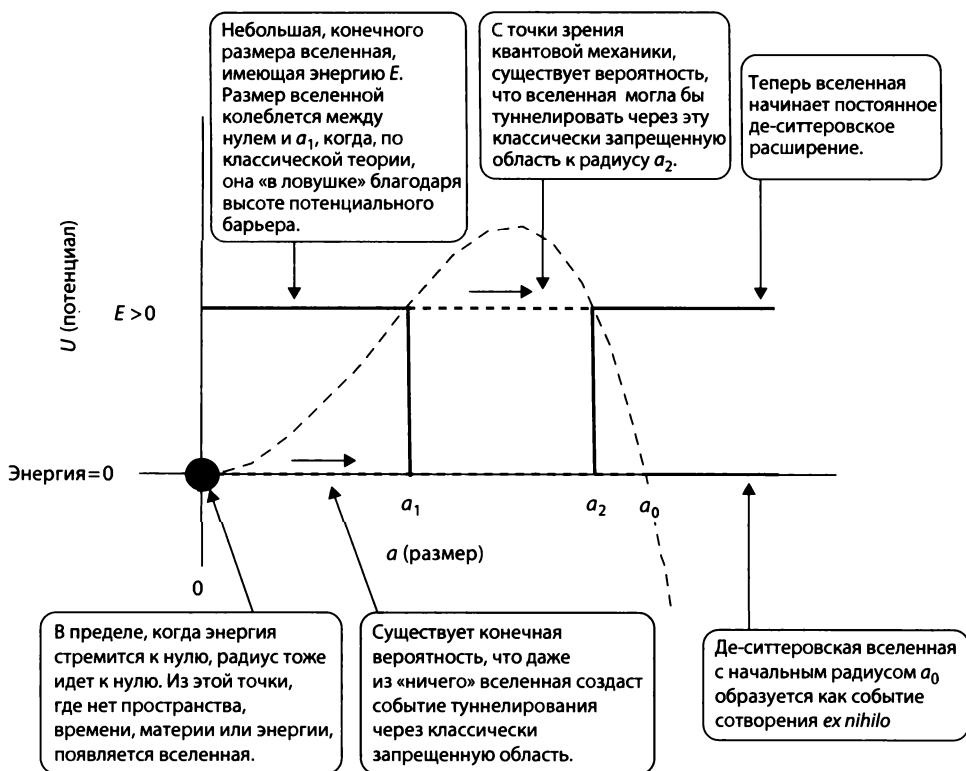 Небольшая, конечного
размера вселенная,
имеющая энергию E.
Размер вселенной
колеблется между
нулем и a₁, когда, по
классической теории,
она «в ловушке» благодаря
высоте потенциального
барьера.
С точки зрения
квантовой механики,
существует вероятность,
что вселенная могла бы
туннелировать через эту
классически запрещенную
область к радиусу a₂.
Теперь вселенная
начинает постоянное
де-ситтеровское
расширение.
U (потенциал)
E > 0
Энергия = 0
a₁
a₂
a₀
a (размер)
0
В пределе, когда энергия
стремится к нулю, радиус тоже
идет к нулю. Из этой точки,
где нет пространства,
времени, материи или энергии,
появляется вселенная.
Существует конечная
вероятность, что даже
из «ничего» вселенная создаст
событие туннелирования
через классически
запрещенную область.
Де-ситтеровская вселенная
с начальным радиусом a₀
образуется как событие
сотворения ex nihilo